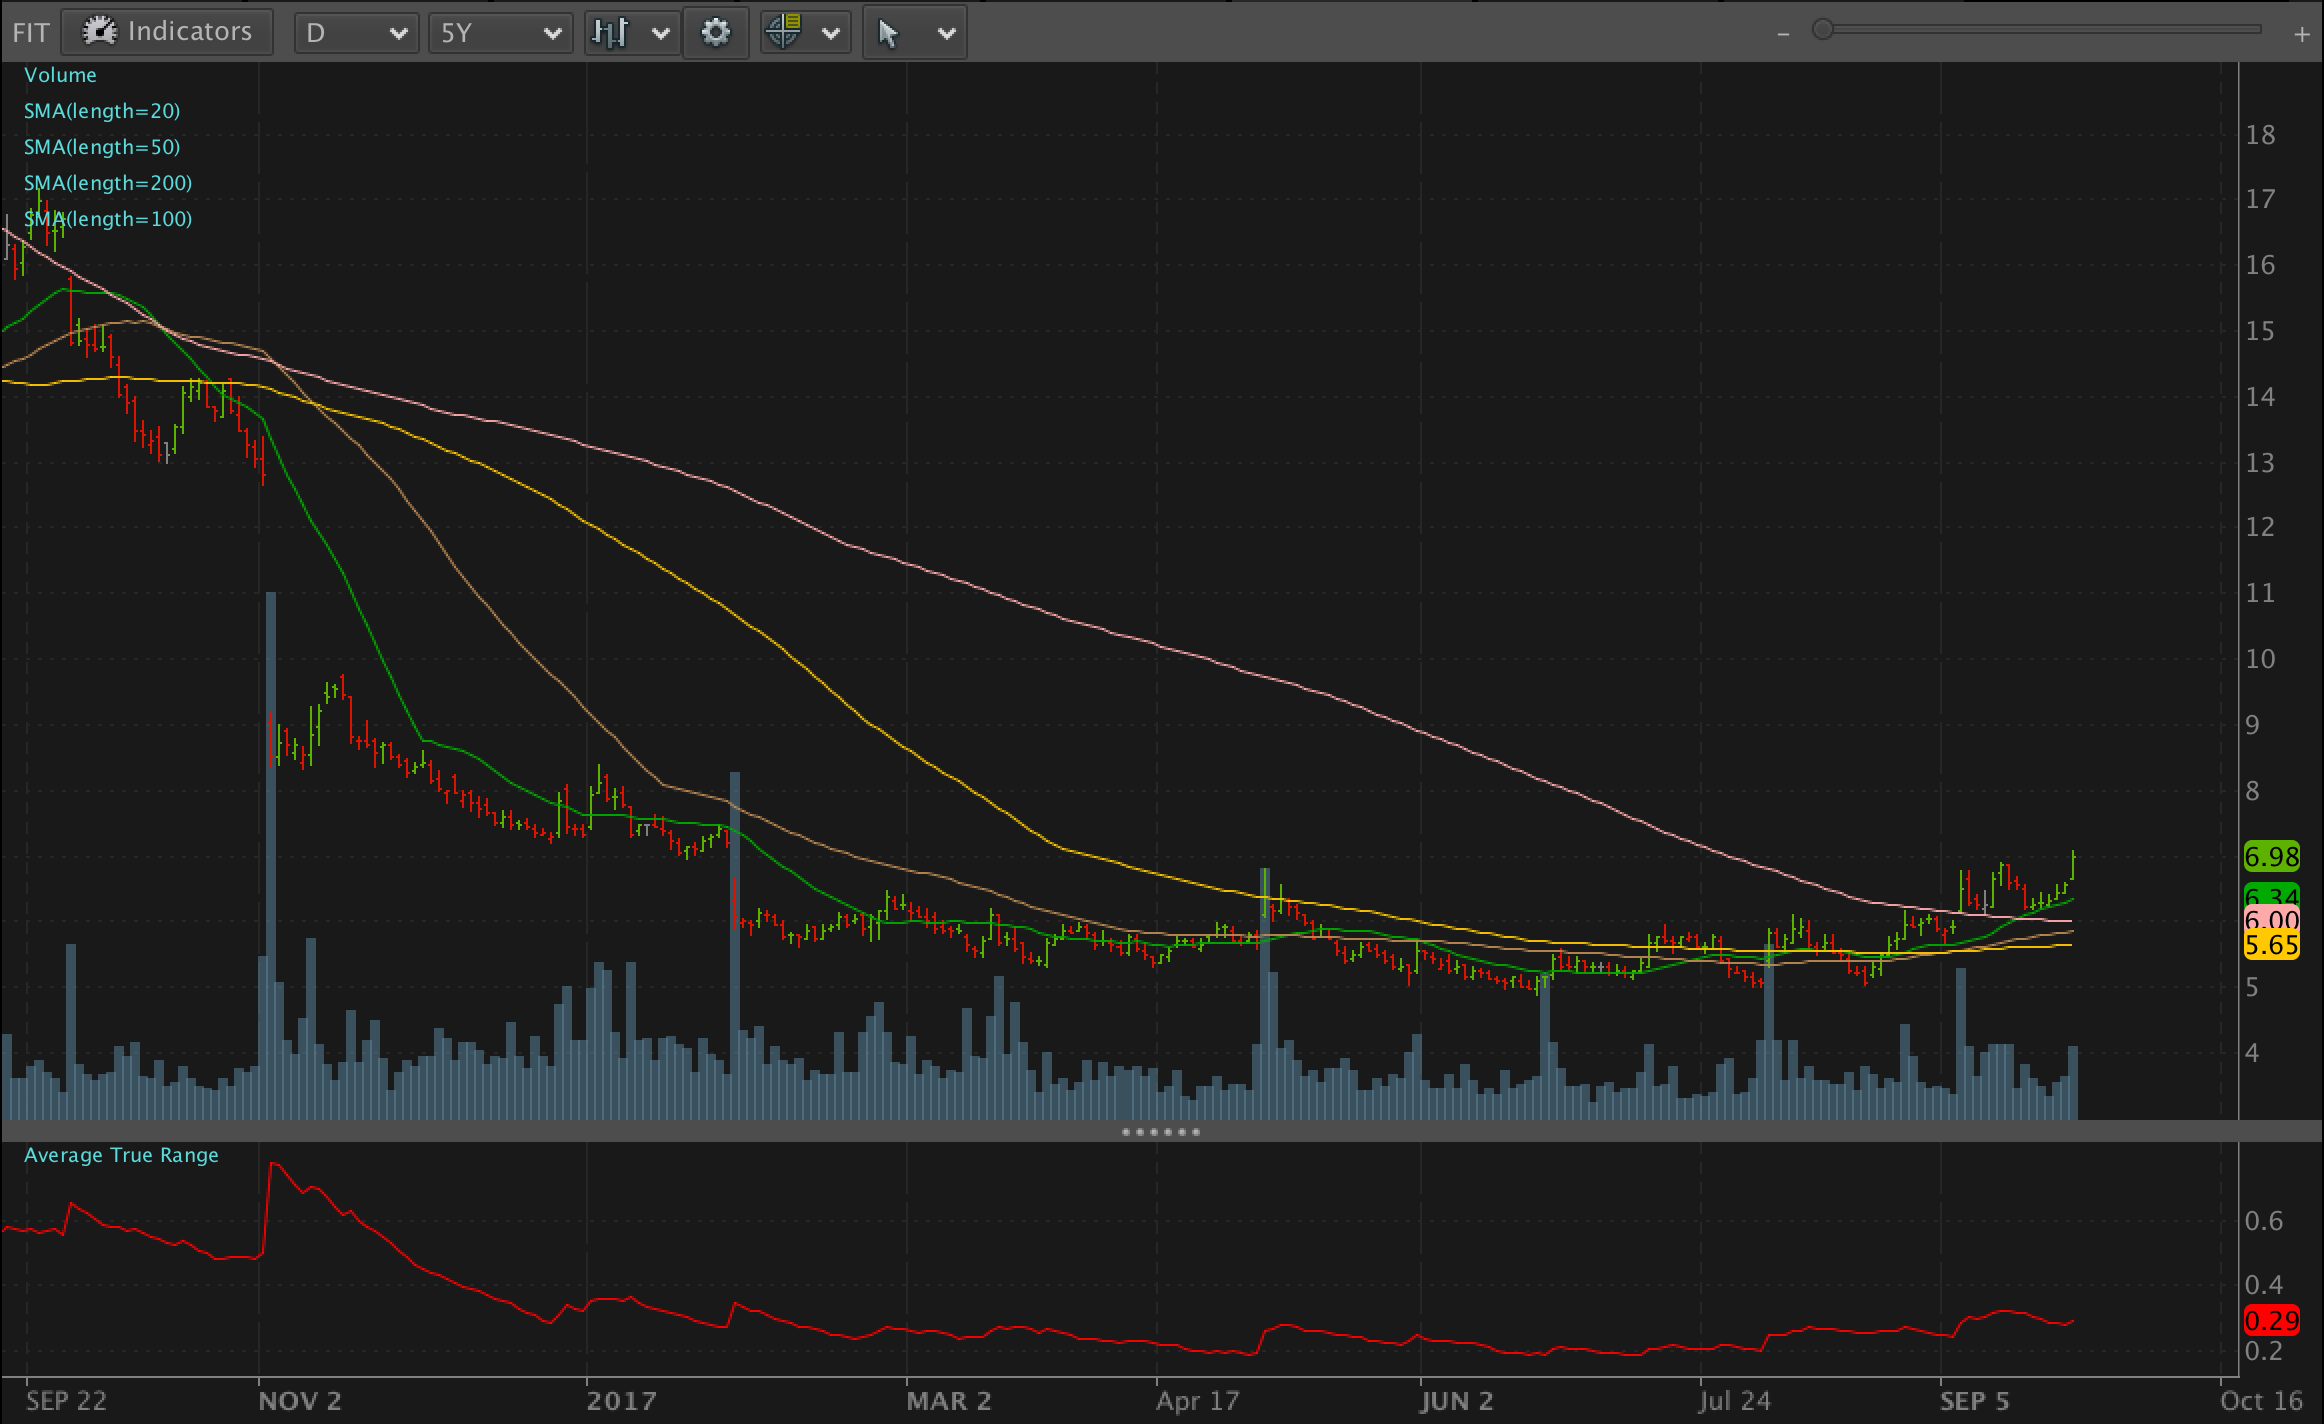 FIT Indicators D 5Y
Volume
SMA(length=20)
SMA(length=50)
SMA(length=200)
SMA(length=100)
18
17
16
15
14
13
12
11
10
9
8
6.98
6.34
6.00
5.65
5
4
Average True Range
0.6
0.4
0.29
0.2
SEP 22 NOV 2 2017 MAR 2 Apr 17 JUN 2 Jul 24 SEP 5 Oct 16